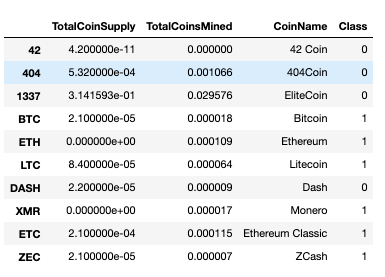 TotalCoinSupply TotalCoinsMined CoinName Class
42 4.200000e-11 0.000000 42 Coin 0
404 5.320000e-04 0.001066 404Coin 0
1337 3.141593e-01 0.029576 EliteCoin 0
BTC 2.100000e-05 0.000018 Bitcoin 1
ETH 0.000000e+00 0.000109 Ethereum 1
LTC 8.400000e-05 0.000064 Litecoin 1
DASH 2.200000e-05 0.000009 Dash 0
XMR 0.000000e+00 0.000017 Monero 1
ETC 2.100000e-04 0.000115 Ethereum Classic 1
ZEC 2.100000e-05 0.000007 ZCash 1